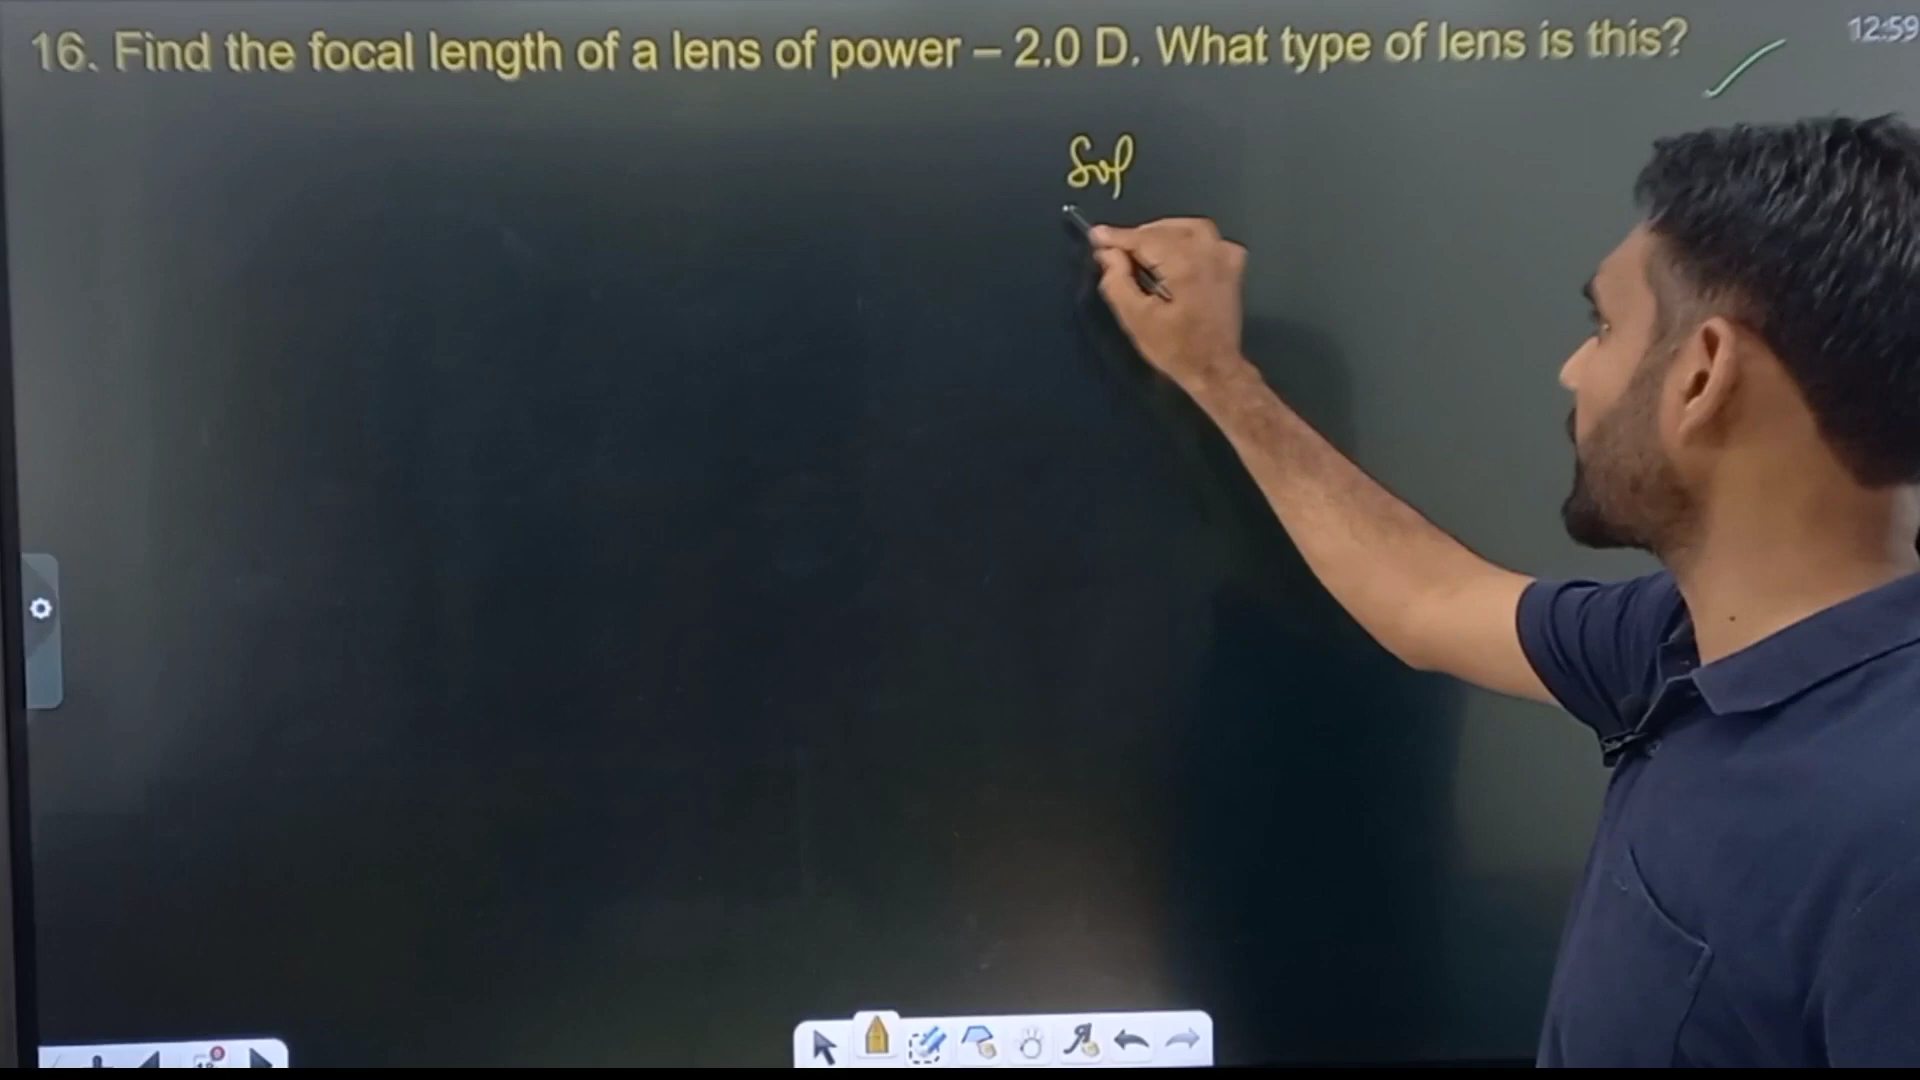 16. Find the focal length of a lens of power – 2.0 D. What type of lens is this?
12:59
Sol